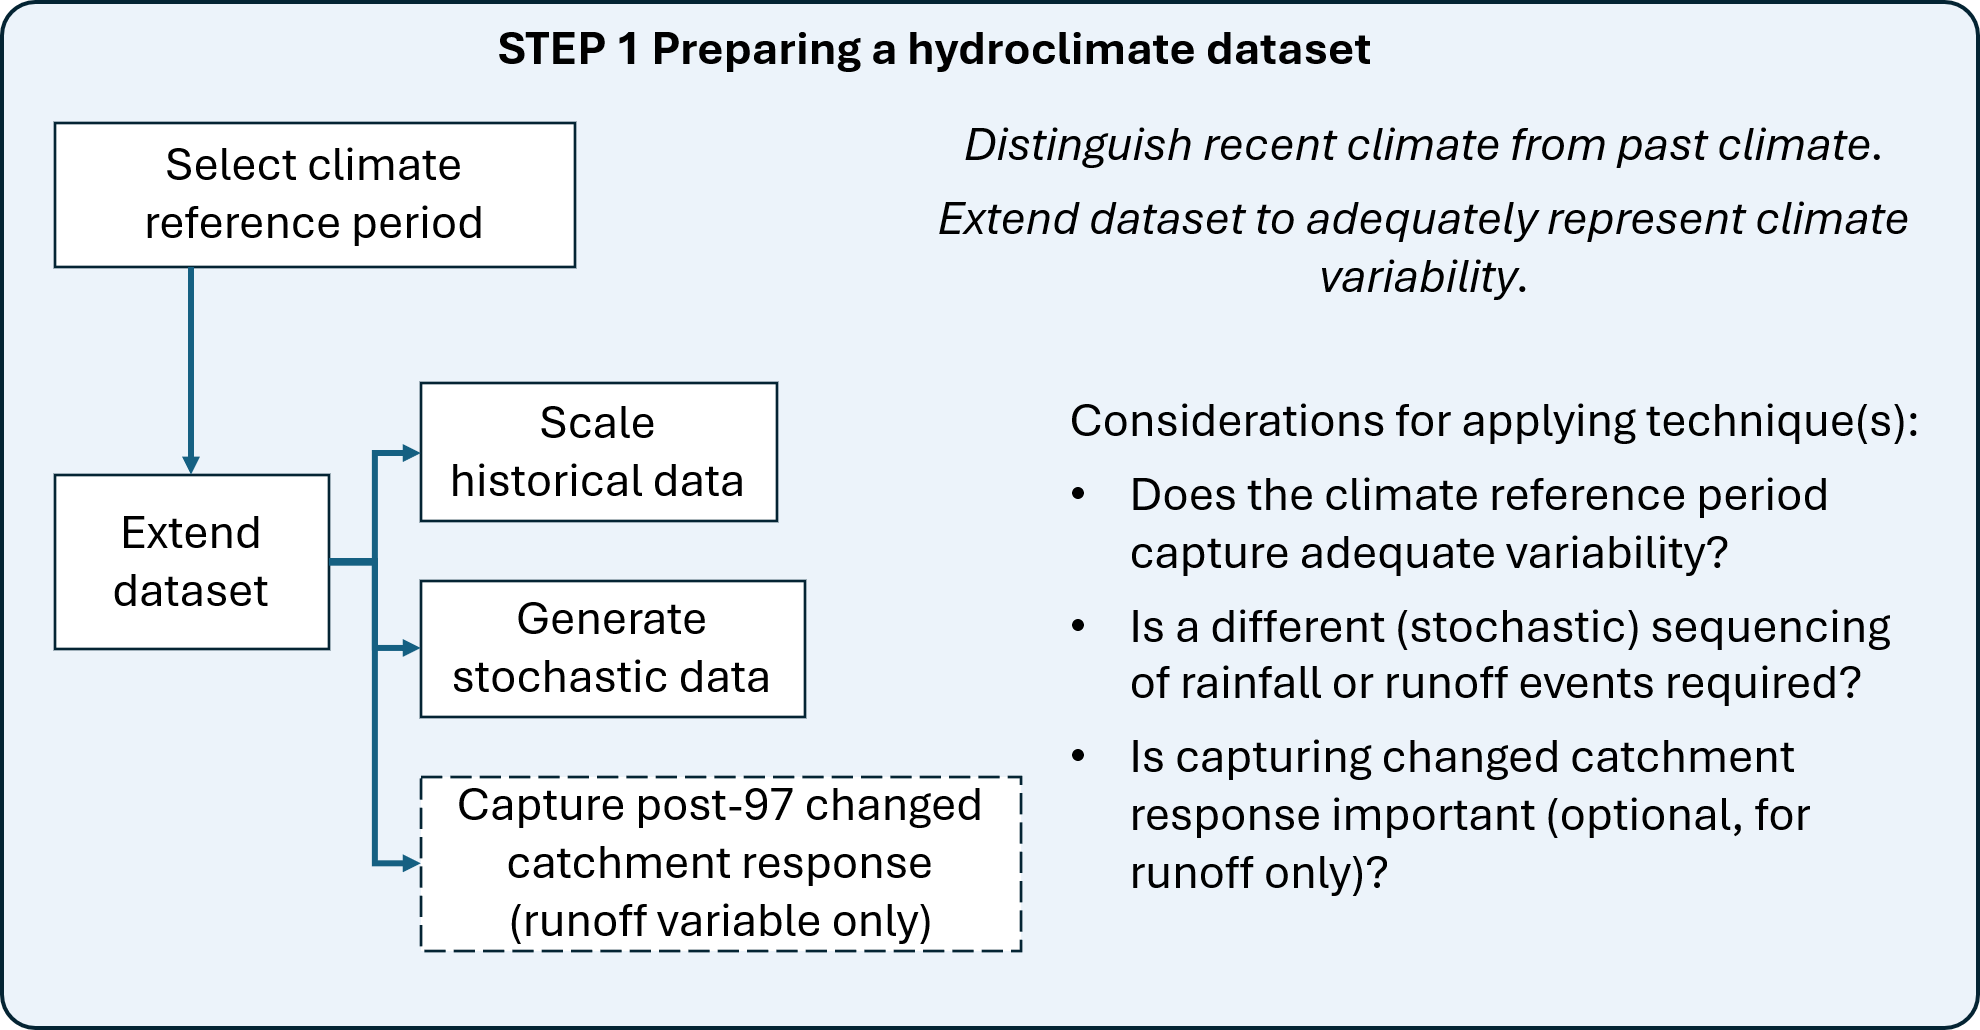 STEP 1 Preparing a hydroclimate dataset
Select climate
reference period
Distinguish recent climate from past climate.
Extend dataset to adequately represent climate
variability.
Extend
dataset
Scale
historical data
Generate
stochastic data
Capture post-97 changed
catchment response
(runoff variable only)
Considerations for applying technique(s):
• Does the climate reference period
capture adequate variability?
• Is a different (stochastic) sequencing
of rainfall or runoff events required?
• Is capturing changed catchment
response important (optional, for
runoff only)?